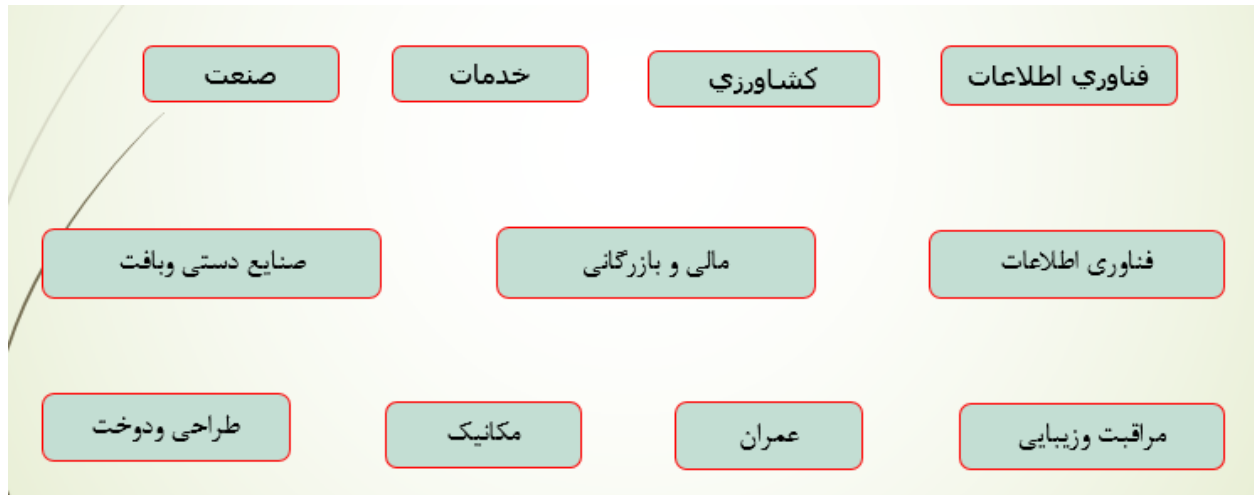 فناوري اطلاعات
كشاورزي
خدمات
صنعت
فناوری اطلاعات
مالی و بازرگانی
صنایع دستی وبافت
مراقبت وزیبایی
عمران
مکانیک
طراحی ودوخت